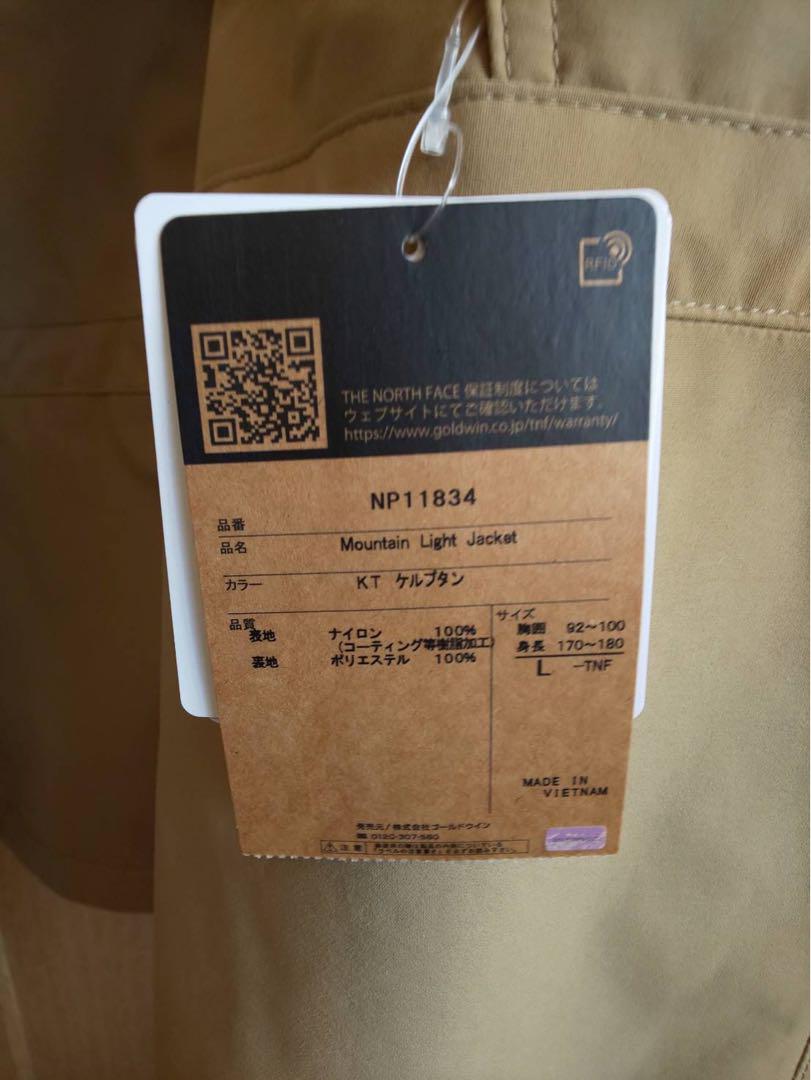 RFID
THE NORTH FACE 保証制度については
ウェブサイトにてご確認いただけます。
https://www.goldwin.co.jp/tnf/warranty/
品番 NP11834
品名 Mountain Light Jacket
カラー KT ケルプタン
品質
表地 ナイロン 100%
(コーティング等樹脂加工)
裏地 ポリエステル 100%
サイズ
胸囲 92～100
身長 170～180
L -TNF
MADE IN
VIETNAM
発売元/株式会社ゴールドウイン
0120-307-560
注意